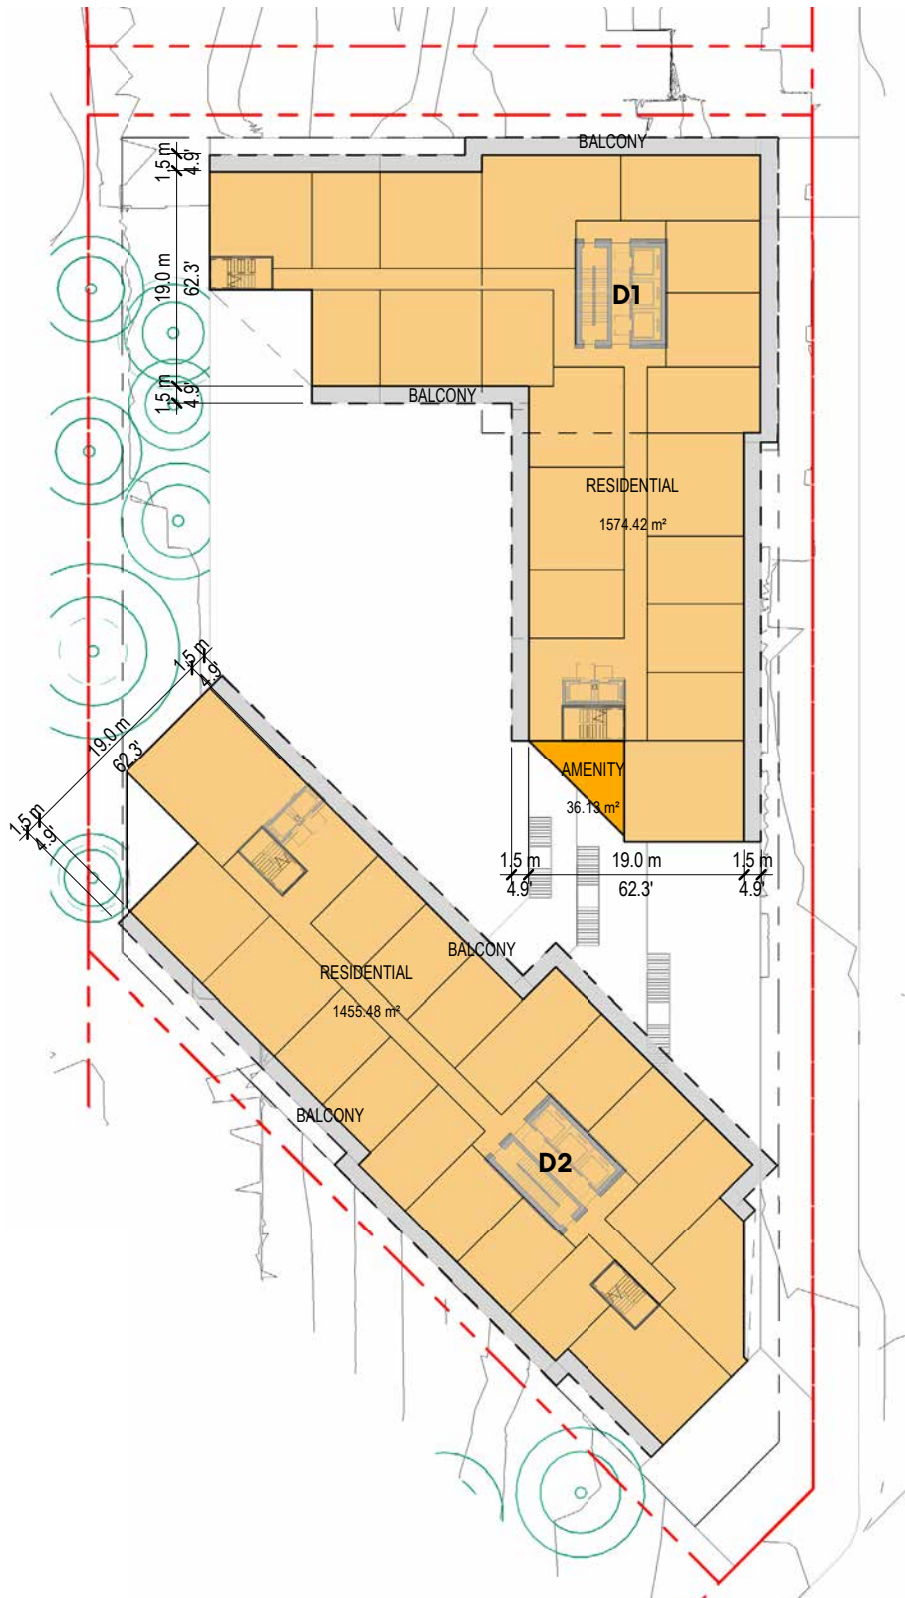 BALCONY
1.5 m
4.9'
19.0 m
62.3'
D1
1.5 m
4.9'
BALCONY
RESIDENTIAL
1574.42 m²
1.5 m
4.9'
19.0 m
62.3'
1.5 m
4.9'
AMENITY
36.13 m²
1.5 m
4.9'
19.0 m
62.3'
1.5 m
4.9'
BALCONY
RESIDENTIAL
1455.48 m²
BALCONY
D2